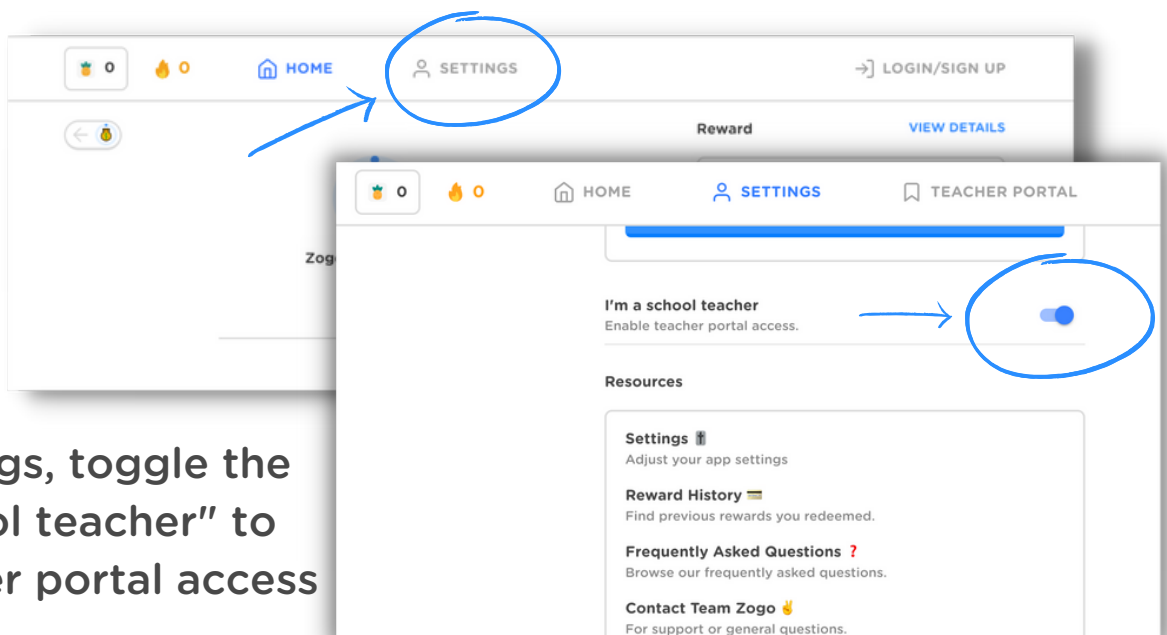 0 0 HOME SETTINGS LOGIN/SIGN UP
Reward VIEW DETAILS
0 0 HOME SETTINGS TEACHER PORTAL
I'm a school teacher
Enable teacher portal access.
Resources
Settings
Adjust your app settings
Reward History
Find previous rewards you redeemed.
Frequently Asked Questions ?
Browse our frequently asked questions.
Contact Team Zogo
For support or general questions.
toggle the
teacher" to
portal access